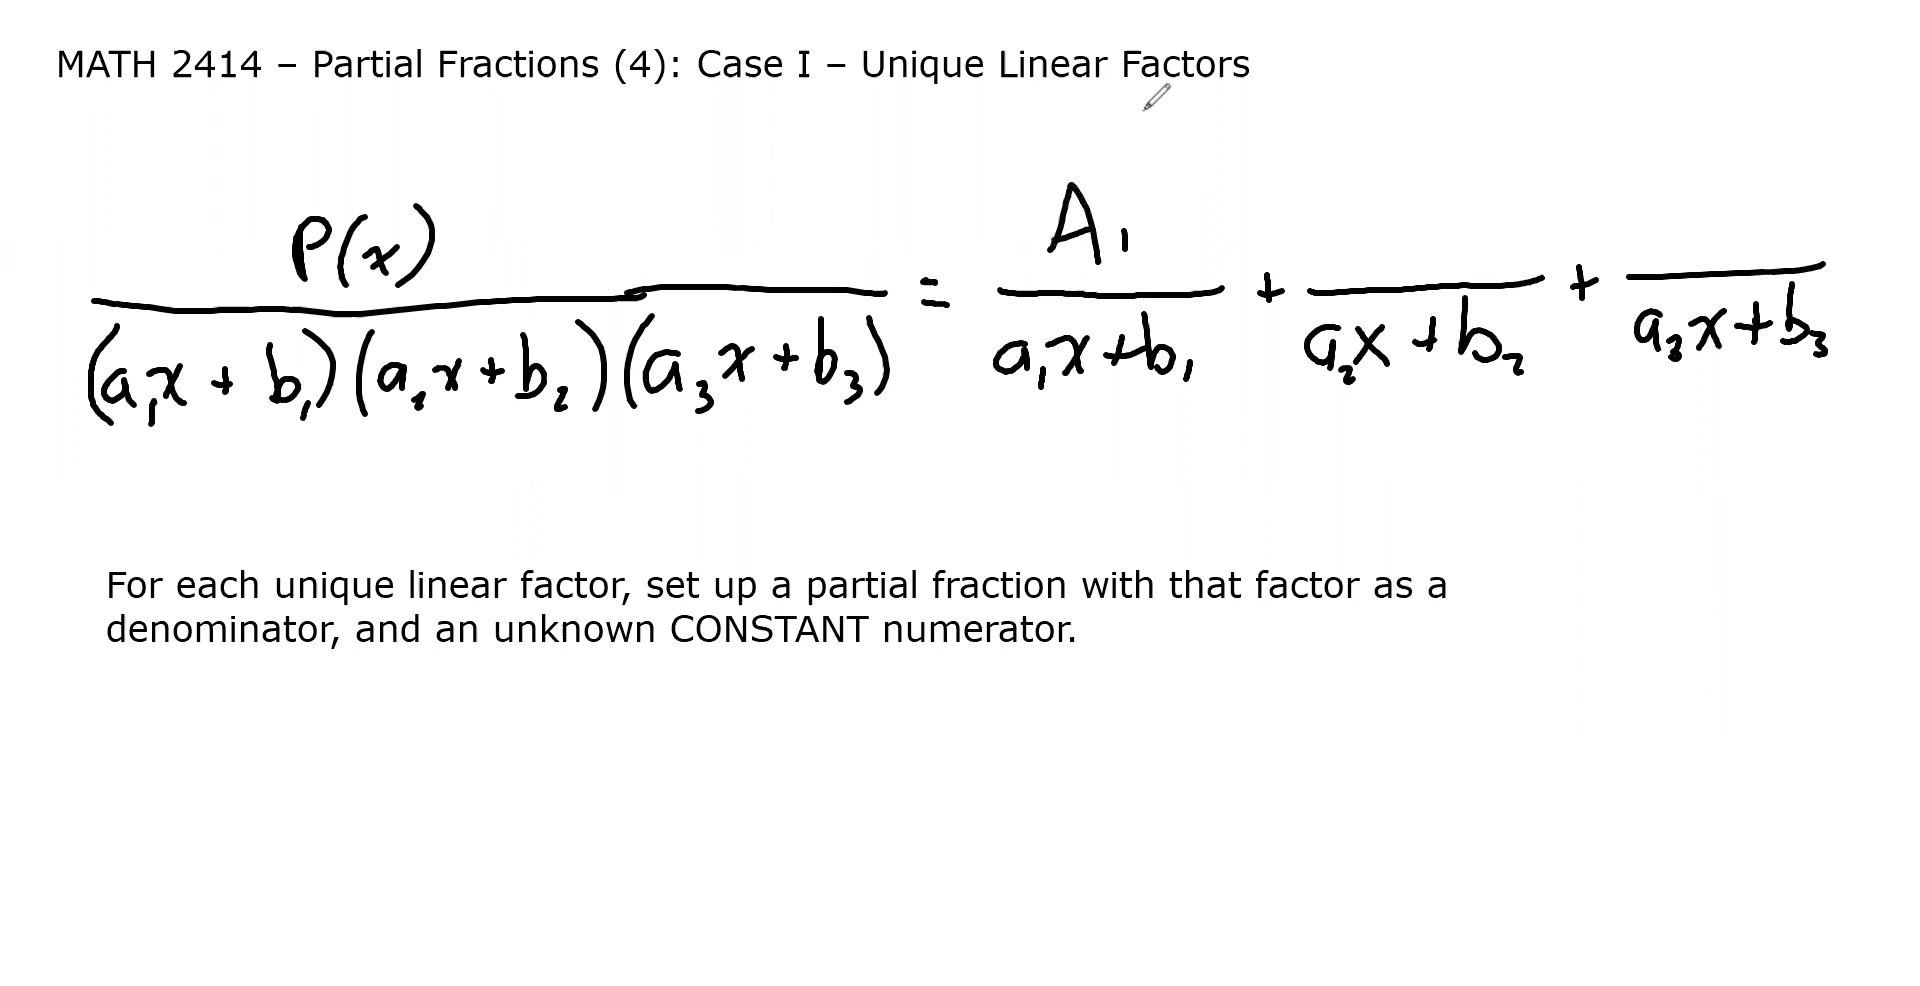 MATH 2414 – Partial Fractions (4): Case I – Unique Linear Factors
P(x) / (a₁x + b₁)(a₂x + b₂)(a₃x + b₃) = A₁ / a₁x + b₁ + / a₂x + b₂ + / a₃x + b₃
For each unique linear factor, set up a partial fraction with that factor as a
denominator, and an unknown CONSTANT numerator.